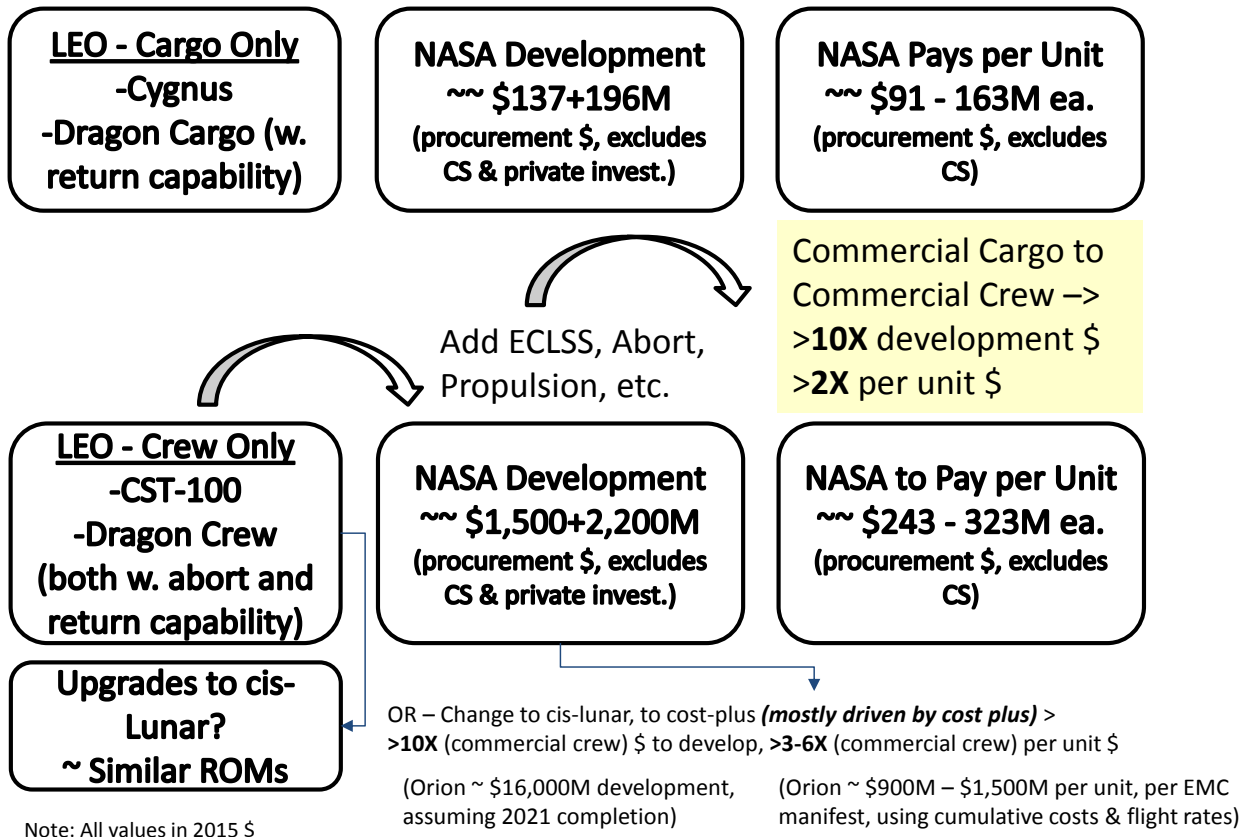 LEO - Cargo Only
-Cygnus
-Dragon Cargo (w.
return capability)
NASA Development
~~ $137+196M
(procurement $, excludes
CS & private invest.)
NASA Pays per Unit
~~ $91 - 163M ea.
(procurement $, excludes
CS)
Add ECLSS, Abort,
Propulsion, etc.
Commercial Cargo to
Commercial Crew –>
>10X development $
>2X per unit $
LEO - Crew Only
-CST-100
-Dragon Crew
(both w. abort and
return capability)
NASA Development
~~ $1,500+2,200M
(procurement $, excludes
CS & private invest.)
NASA to Pay per Unit
~~ $243 - 323M ea.
(procurement $, excludes
CS)
Upgrades to cis-
Lunar?
~ Similar ROMs
OR – Change to cis-lunar, to cost-plus (mostly driven by cost plus) >
>10X (commercial crew) $ to develop, >3-6X (commercial crew) per unit $
(Orion ~ $16,000M development,
assuming 2021 completion)
(Orion ~ $900M – $1,500M per unit, per EMC
manifest, using cumulative costs & flight rates)
Note: All values in 2015 $